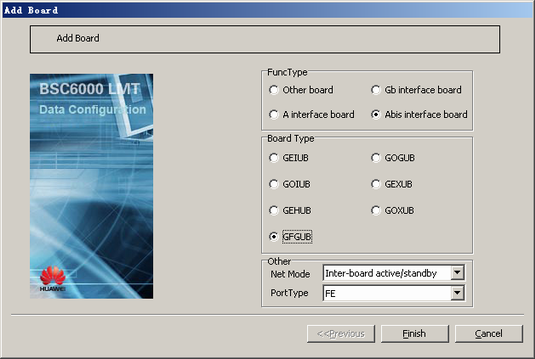 Add Board
Add Board
BSC6000 LMT
Data Configuration
HUAWEI
FuncType
Other board
Gb interface board
A interface board
Abis interface board
Board Type
GEIUB
GOGUB
GOIUB
GEXUB
GEHUB
GOXUB
GFGUB
Other
Net Mode
Inter-board active/standby
PortType
FE
<<Previous
Finish
Cancel